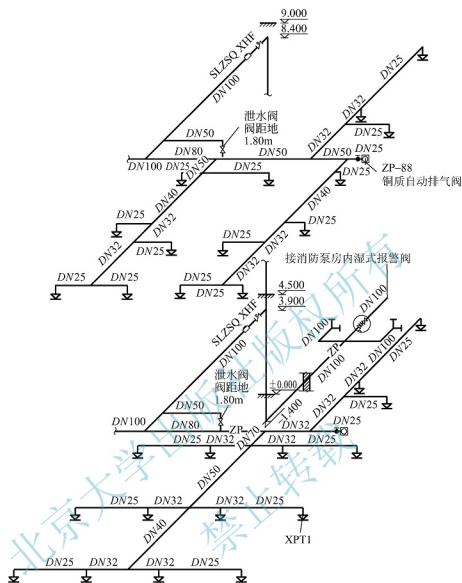 9.000
8.400
SLZSQ XHF
DN100
DN25
DN32
DN25
DN50
泄水阀
阀距地
1.80m
DN32
DN25
DN80
DN50
DN50
DN100
DN25
DN50
DN25
ZP-88
铜质自动排气阀
DN40
DN40
DN25
DN25
DN32
DN32
DN25
DN25
DN32
DN32
DN25
DN25
接消防泵房内湿式报警阀
4.500
3.900
DN100
SLZSQ XHF
DN100
DN100
ZP
DN100
DN100
DN25
泄水阀
阀距地
1.80m
±0.000
-1.400
DN32
DN50
DN25
DN32
DN100
DN80
ZP
DN70
DN25
DN25
DN32
DN32
DN25
DN50
DN25
DN32
DN32
DN25
DN40
XPT1
DN25
DN32
DN32
DN25
北京大学出版社版权所有
禁止转载